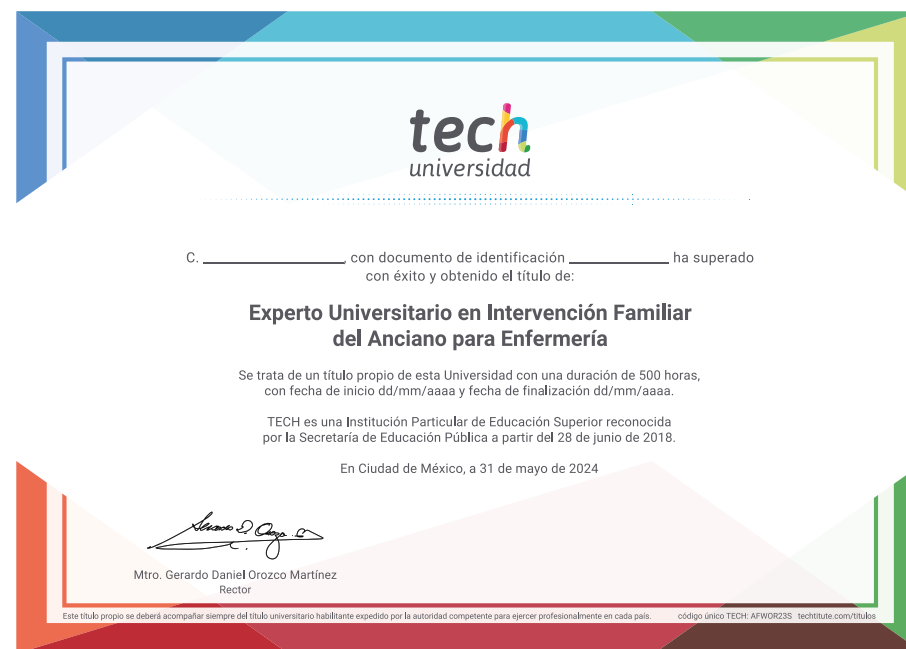 tech
universidad
C. ____________, con documento de identificación ____________ ha superado
con éxito y obtenido el título de:
Experto Universitario en Intervención Familiar
del Anciano para Enfermería
Se trata de un título propio de esta Universidad con una duración de 500 horas,
con fecha de inicio dd/mm/aaaa y fecha de finalización dd/mm/aaaa.
TECH es una Institución Particular de Educación Superior reconocida
por la Secretaría de Educación Pública a partir del 28 de junio de 2018.
En Ciudad de México, a 31 de mayo de 2024
Mtro. Gerardo Daniel Orozco Martínez
Rector
Este título propio se deberá acompañar siempre del título universitario habilitante expedido por la autoridad competente para ejercer profesionalmente en cada país. código único TECH: AFWOR23S techtitute.com/titulos